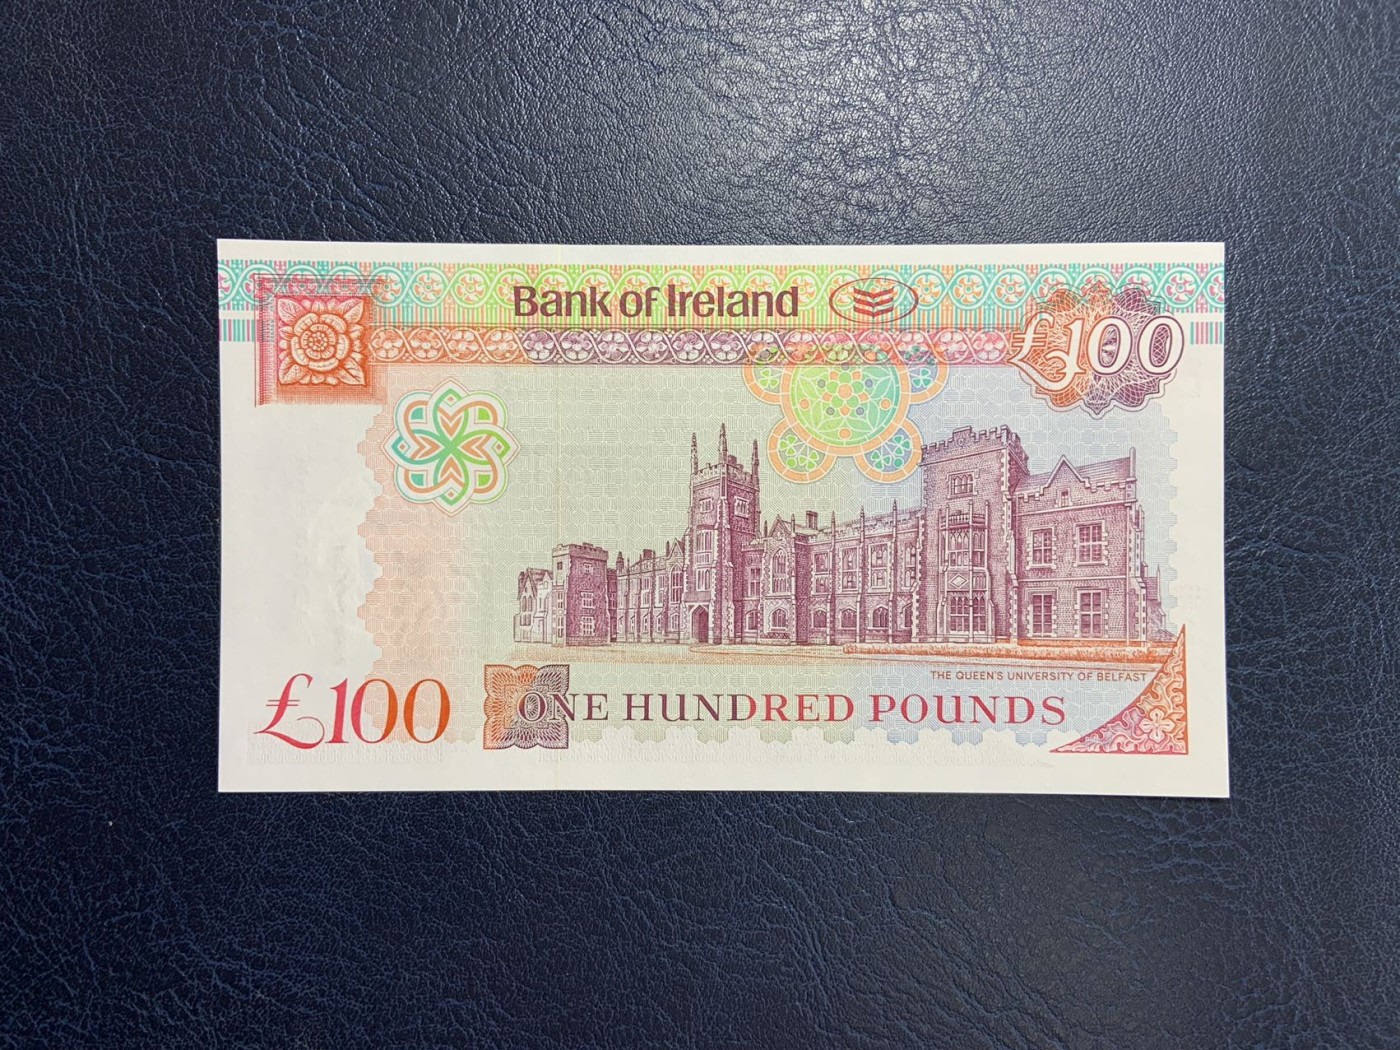 Bank of Ireland
£100
THE QUEEN'S UNIVERSITY OF BELFAST
£100
ONE HUNDRED POUNDS